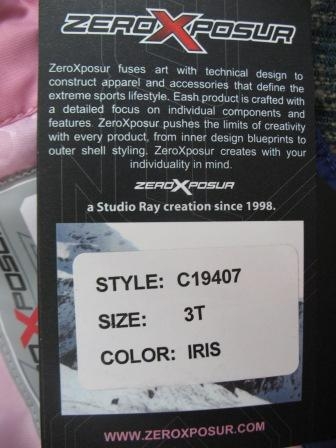 ZEROXPOSUR
ZeroXposur fuses art with technical design to
construct apparel and accessories that define the
extreme sports lifestyle. Eash product is crafted with
a detailed focus on individual components and
features. ZeroXposur pushes the limits of creativity
with every product, from inner design blueprints to
outer shell styling. ZeroXposur creates with your
individuality in mind.
ZEROXPOSUR
a Studio Ray creation since 1998.
STYLE: C19407
SIZE: 3T
COLOR: IRIS
WWW.ZEROXPOSUR.COM